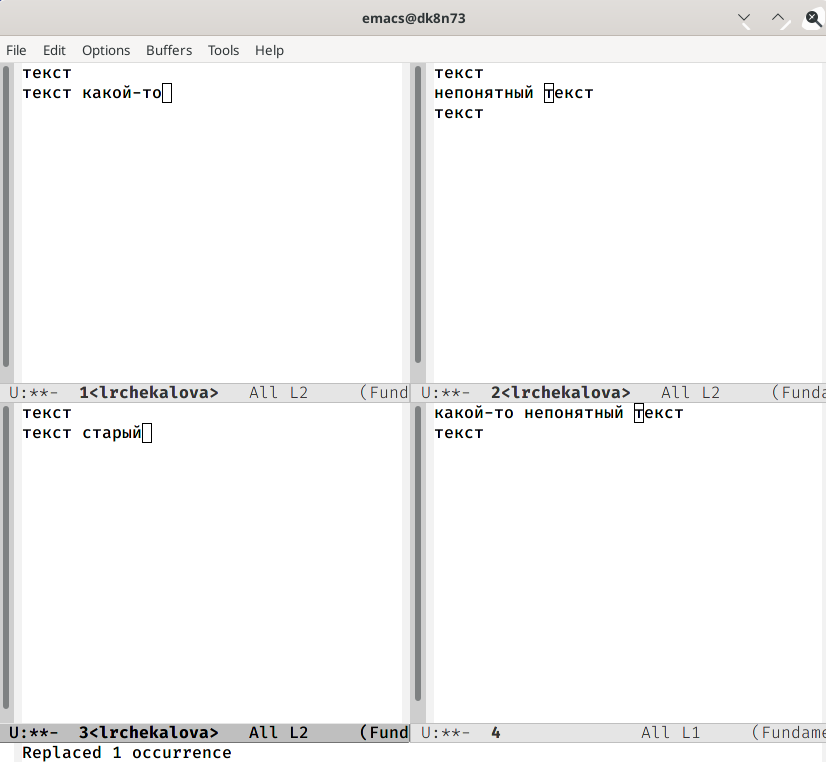 emacs@dk8n73
File Edit Options Buffers Tools Help
текст
текст какой-то
U:**- 1<lrchekalova> All L2 (Fund
текст
непонятный текст
текст
U:**- 2<lrchekalova> All L2 (Funda
текст
текст старый
U:**- 3<lrchekalova> All L2 (Fund
какой-то непонятный текст
текст
U:**- 4 All L1 (Fundame
Replaced 1 occurrence